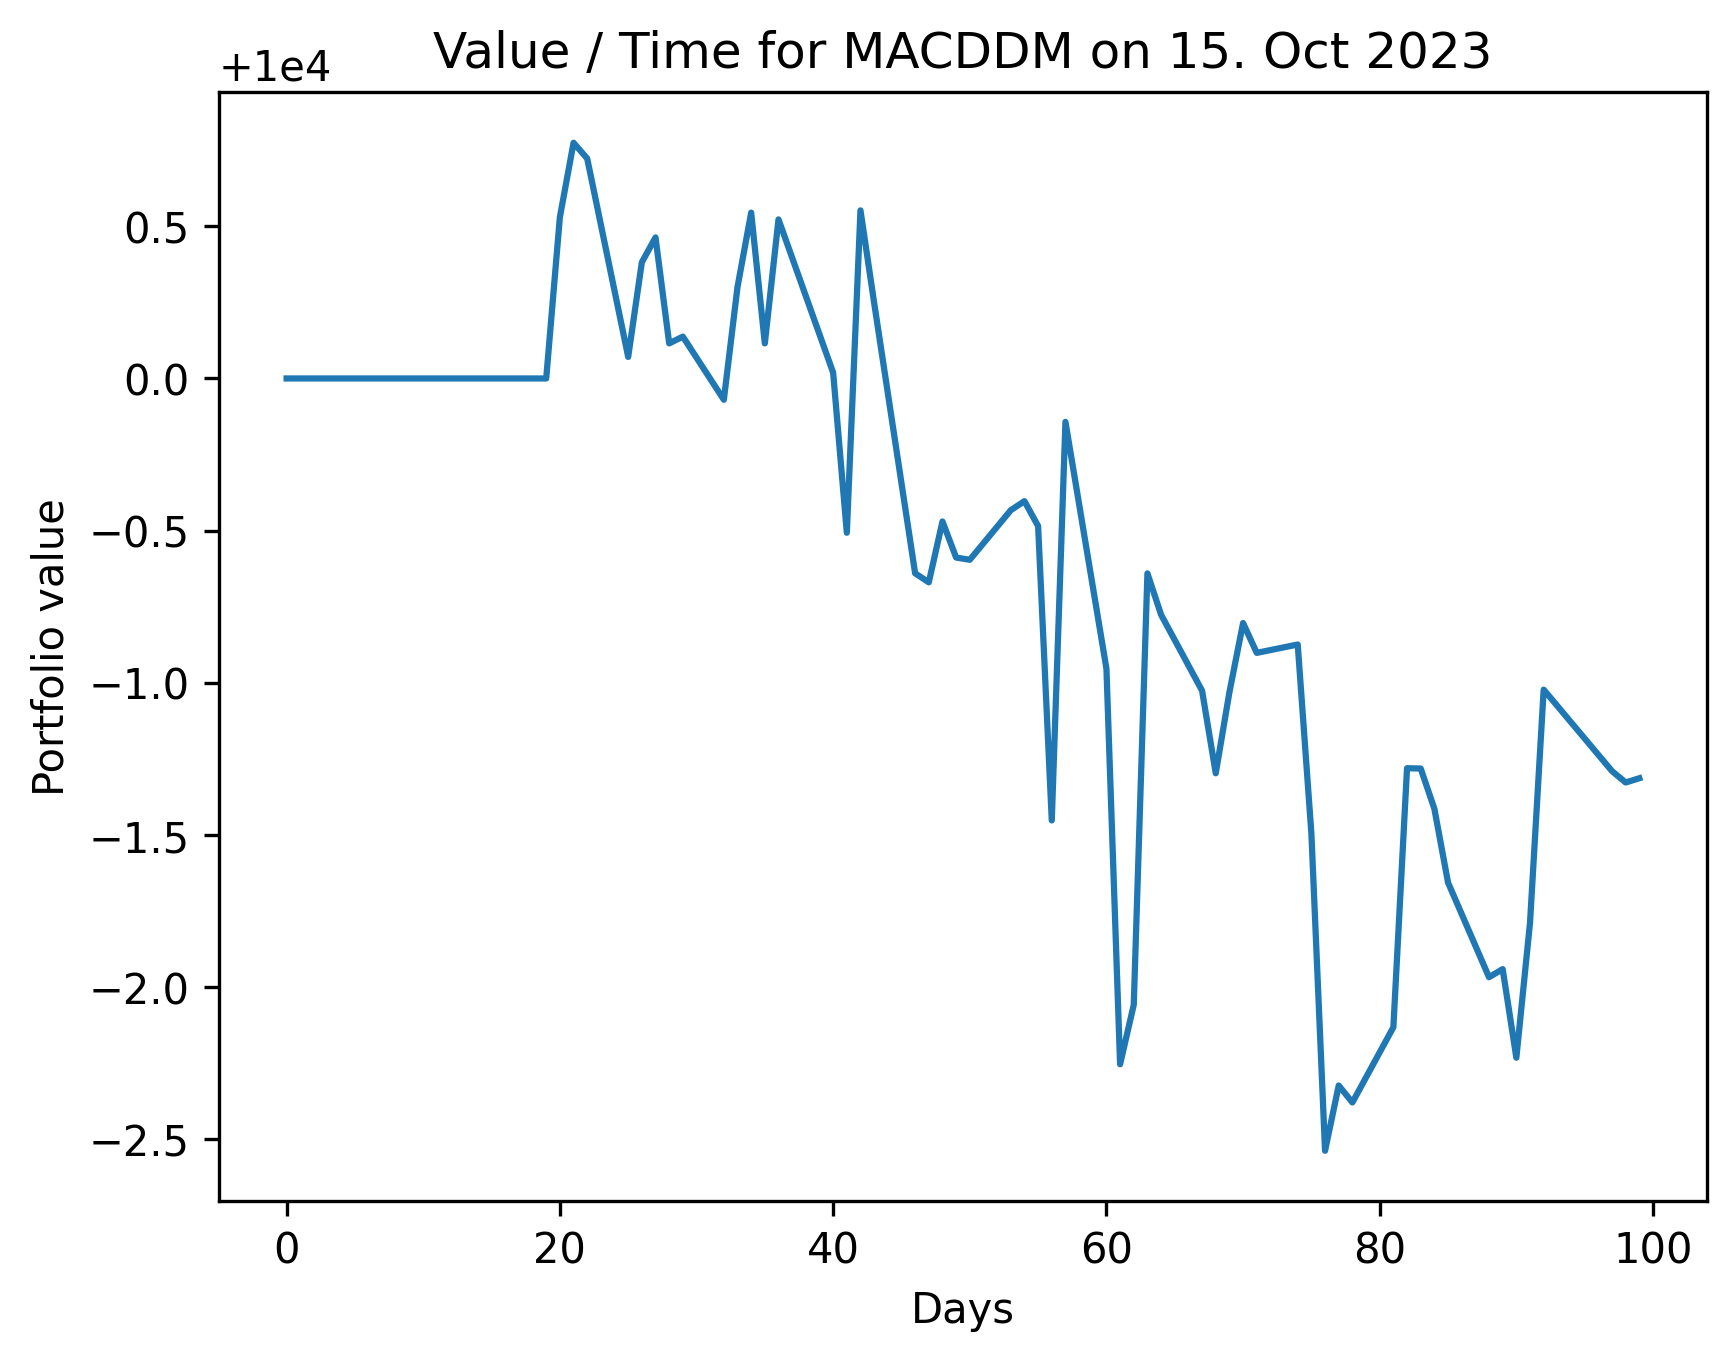 Value / Time for MACDDM on 15. Oct 2023
+1e4
0.5
0.0
−0.5
−1.0
−1.5
−2.0
−2.5
Portfolio value
0 20 40 60 80 100
Days